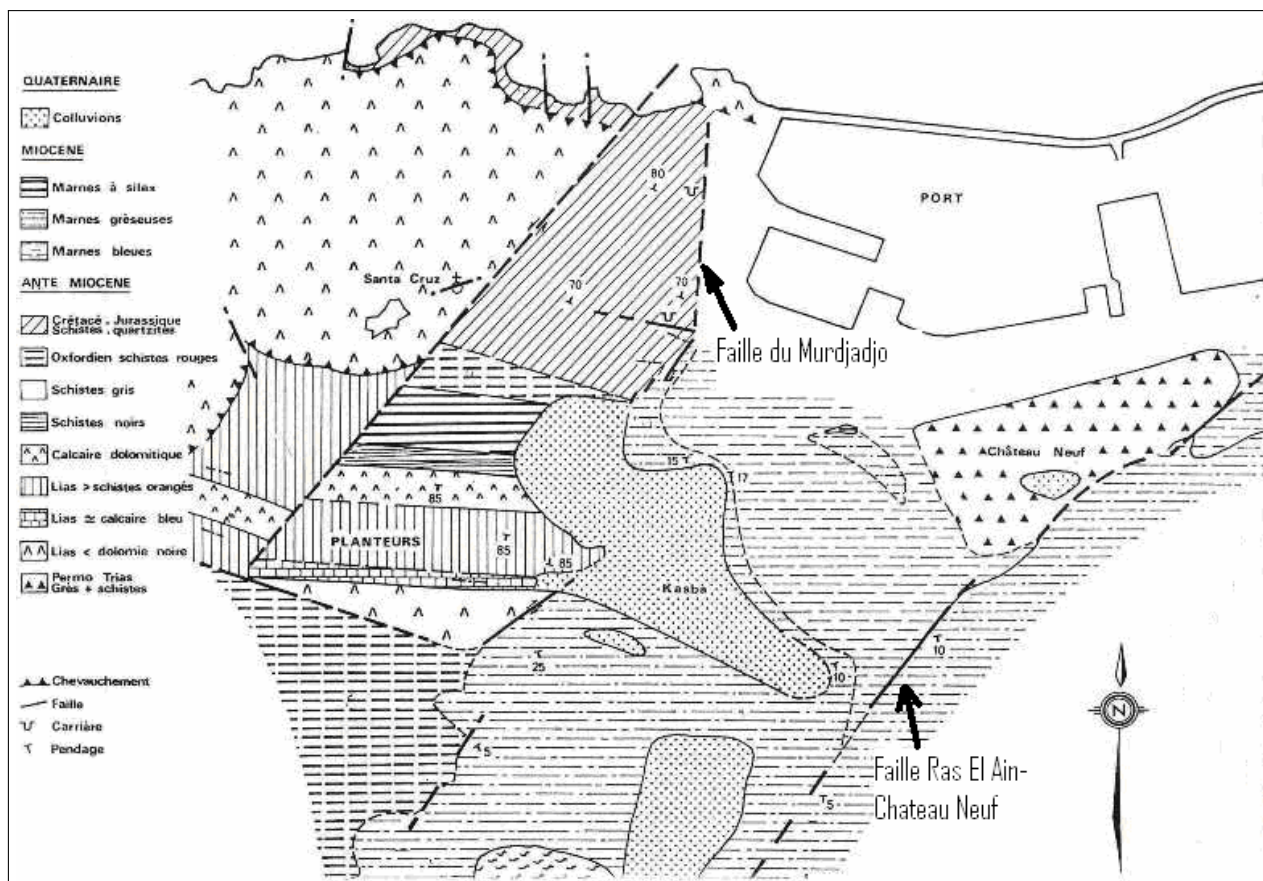 QUATERNAIRE
Colluvions
MIOCENE
Marnes à silex
Marnes grèseuses
Marnes bleues
ANTE MIOCENE
Crétacé . Jurassique
Schistes . quartzites
Oxfordien schistes rouges
Schistes gris
Schistes noirs
Calcaire dolomitique
Lias > schistes orangés
Lias ≃ calcaire bleu
Lias < dolomie noire
Permo Trias
Grès + schistes
Chevauchement
Faille
Carrière
Pendage
80
PORT
Santa Cruz
70
70
Faille du Murdjadjo
Château Neuf
15
17
85
PLANTEURS
85
85
Kasba
10
25
10
5
Faille Ras El Ain-
Chateau Neuf
5
N